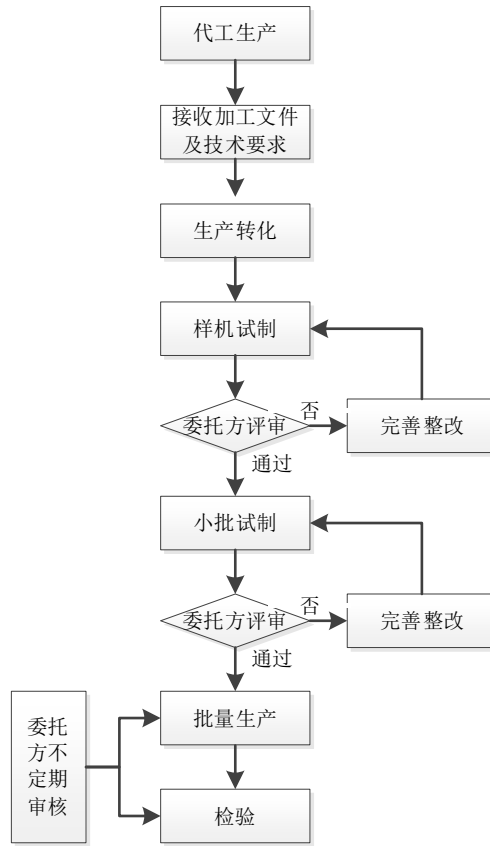 代工生产
接收加工文件
及技术要求
生产转化
样机试制
委托方评审
否
完善整改
通过
小批试制
委托方评审
否
完善整改
通过
委托
方不
定期
审核
批量生产
检验